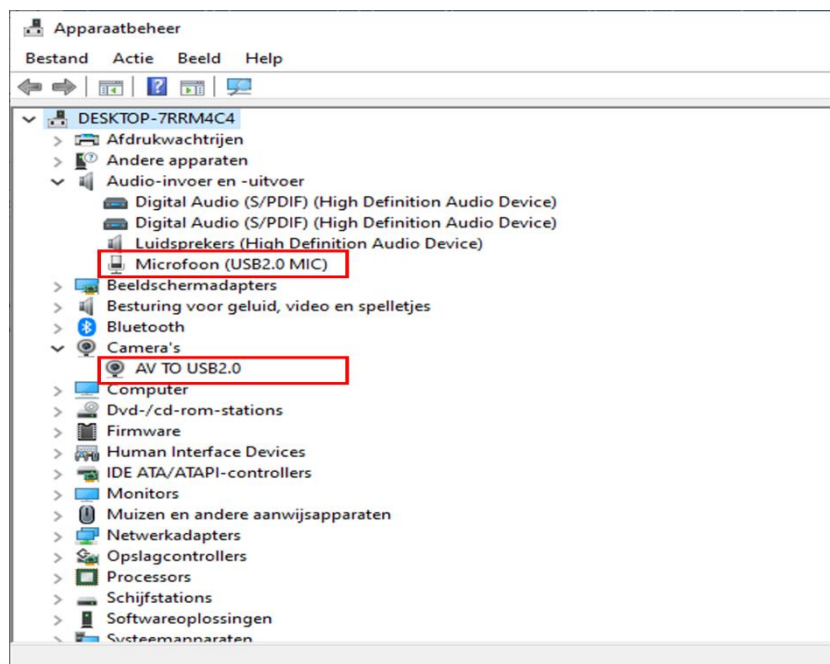 Apparaatbeheer
Bestand Actie Beeld Help
DESKTOP-7RRM4C4
Afdrukwachtrijen
Andere apparaten
Audio-invoer en -uitvoer
Digital Audio (S/PDIF) (High Definition Audio Device)
Digital Audio (S/PDIF) (High Definition Audio Device)
Luidsprekers (High Definition Audio Device)
Microfoon (USB2.0 MIC)
Beeldschermadapters
Besturing voor geluid, video en spelletjes
Bluetooth
Camera's
AV TO USB2.0
Computer
Dvd-/cd-rom-stations
Firmware
Human Interface Devices
IDE ATA/ATAPI-controllers
Monitors
Muizen en andere aanwijsapparaten
Netwerkadapters
Opslagcontrollers
Processors
Schijfstations
Softwareoplossingen
Systeemapparaten